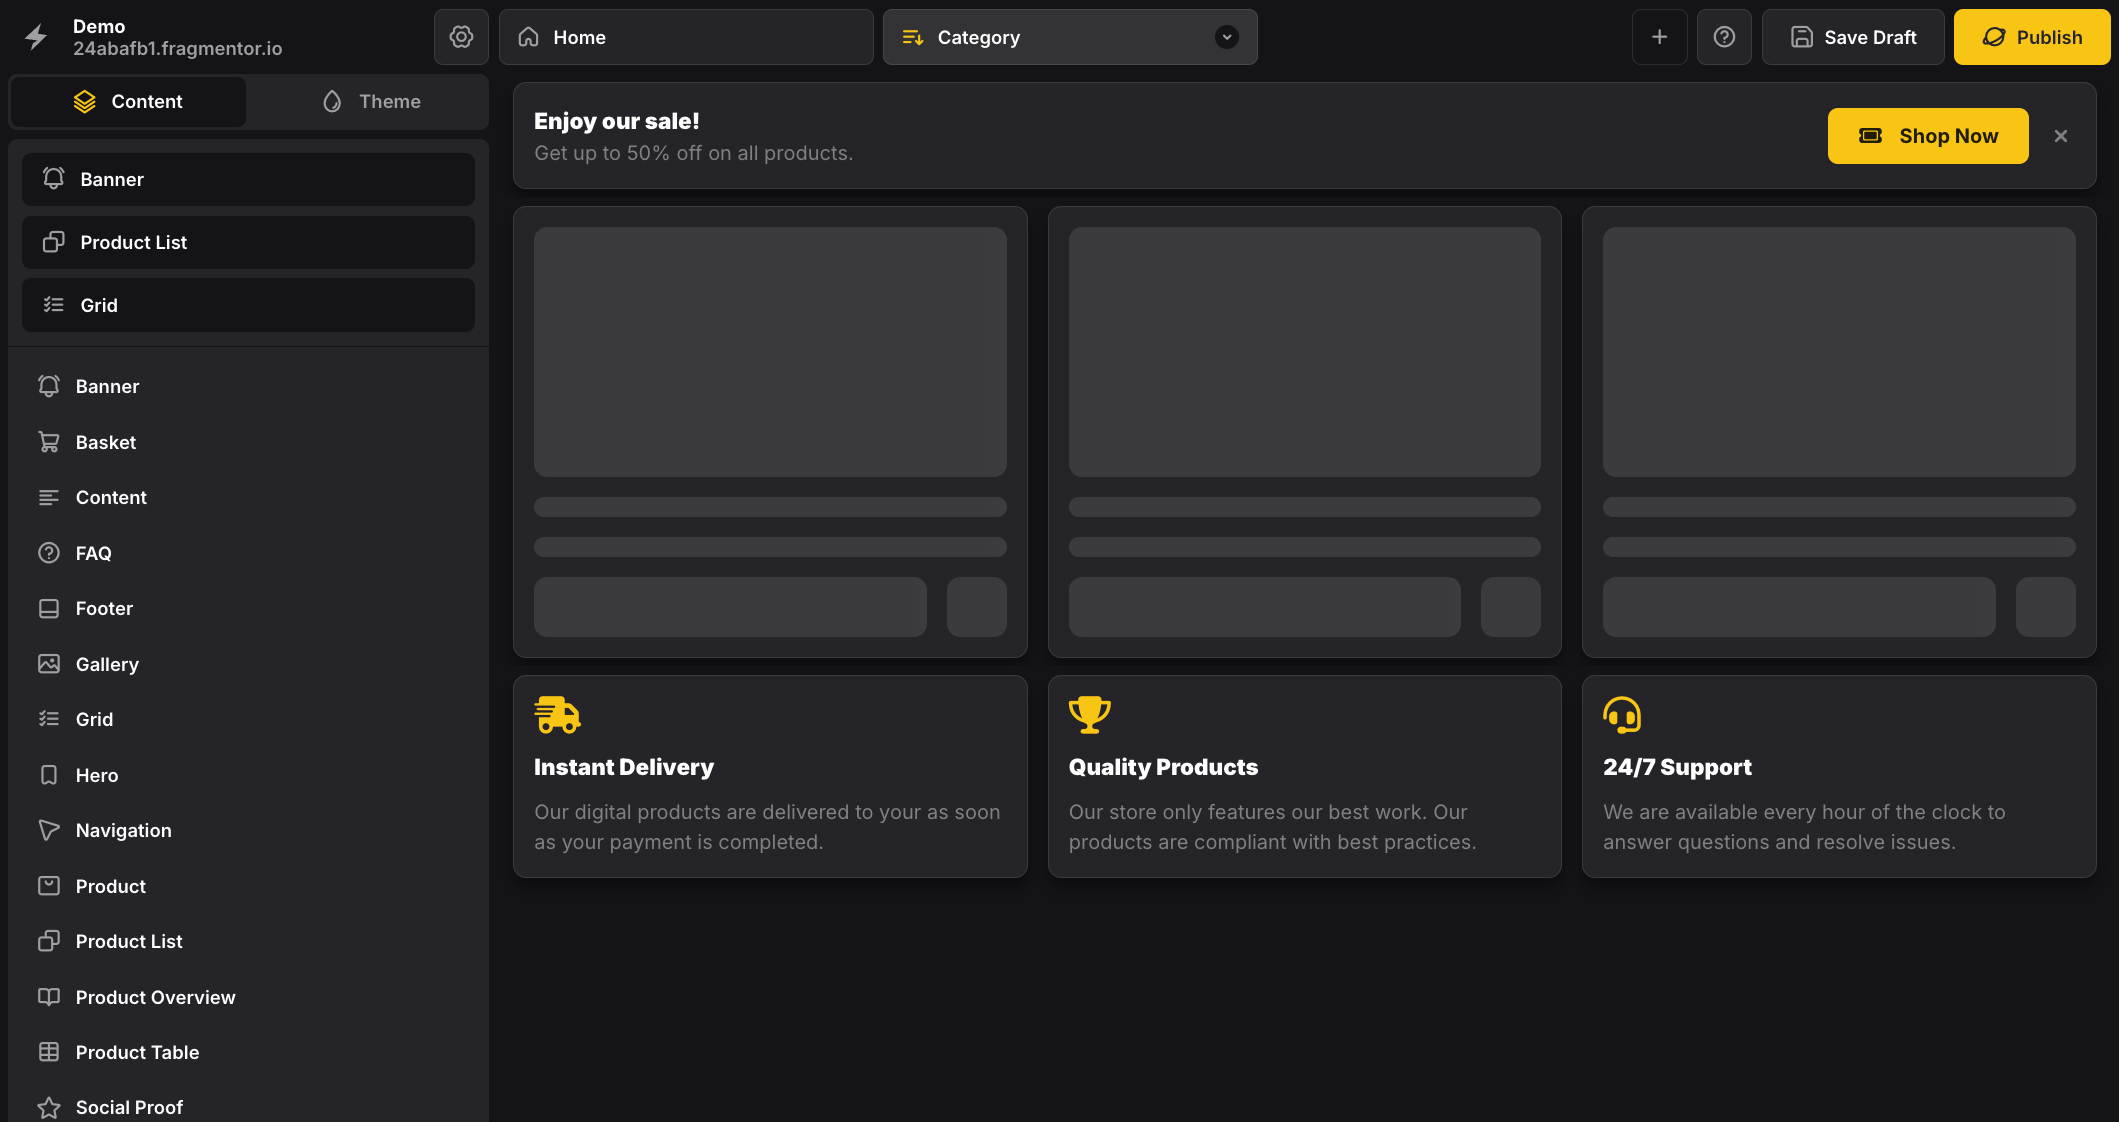 Demo
24abafb1.fragmentor.io
Home
Category
Save Draft
Publish
Content
Theme
Banner
Product List
Grid
Banner
Basket
Content
FAQ
Footer
Gallery
Grid
Hero
Navigation
Product
Product List
Product Overview
Product Table
Social Proof
Enjoy our sale!
Get up to 50% off on all products.
Shop Now
Instant Delivery
Our digital products are delivered to your as soon
as your payment is completed.
Quality Products
Our store only features our best work. Our
products are compliant with best practices.
24/7 Support
We are available every hour of the clock to
answer questions and resolve issues.